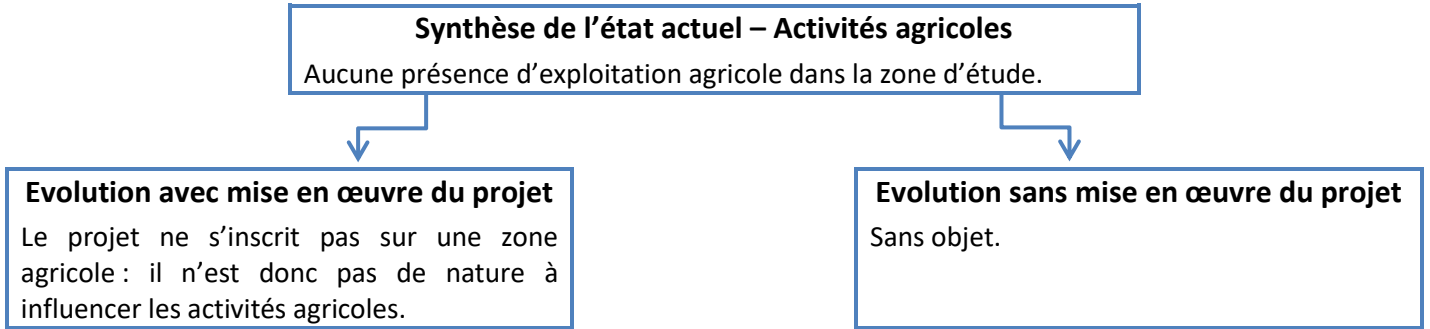 Synthèse de l’état actuel – Activités agricoles
Aucune présence d’exploitation agricole dans la zone d’étude.
Evolution avec mise en œuvre du projet
Le projet ne s’inscrit pas sur une zone
agricole : il n’est donc pas de nature à
influencer les activités agricoles.
Evolution sans mise en œuvre du projet
Sans objet.